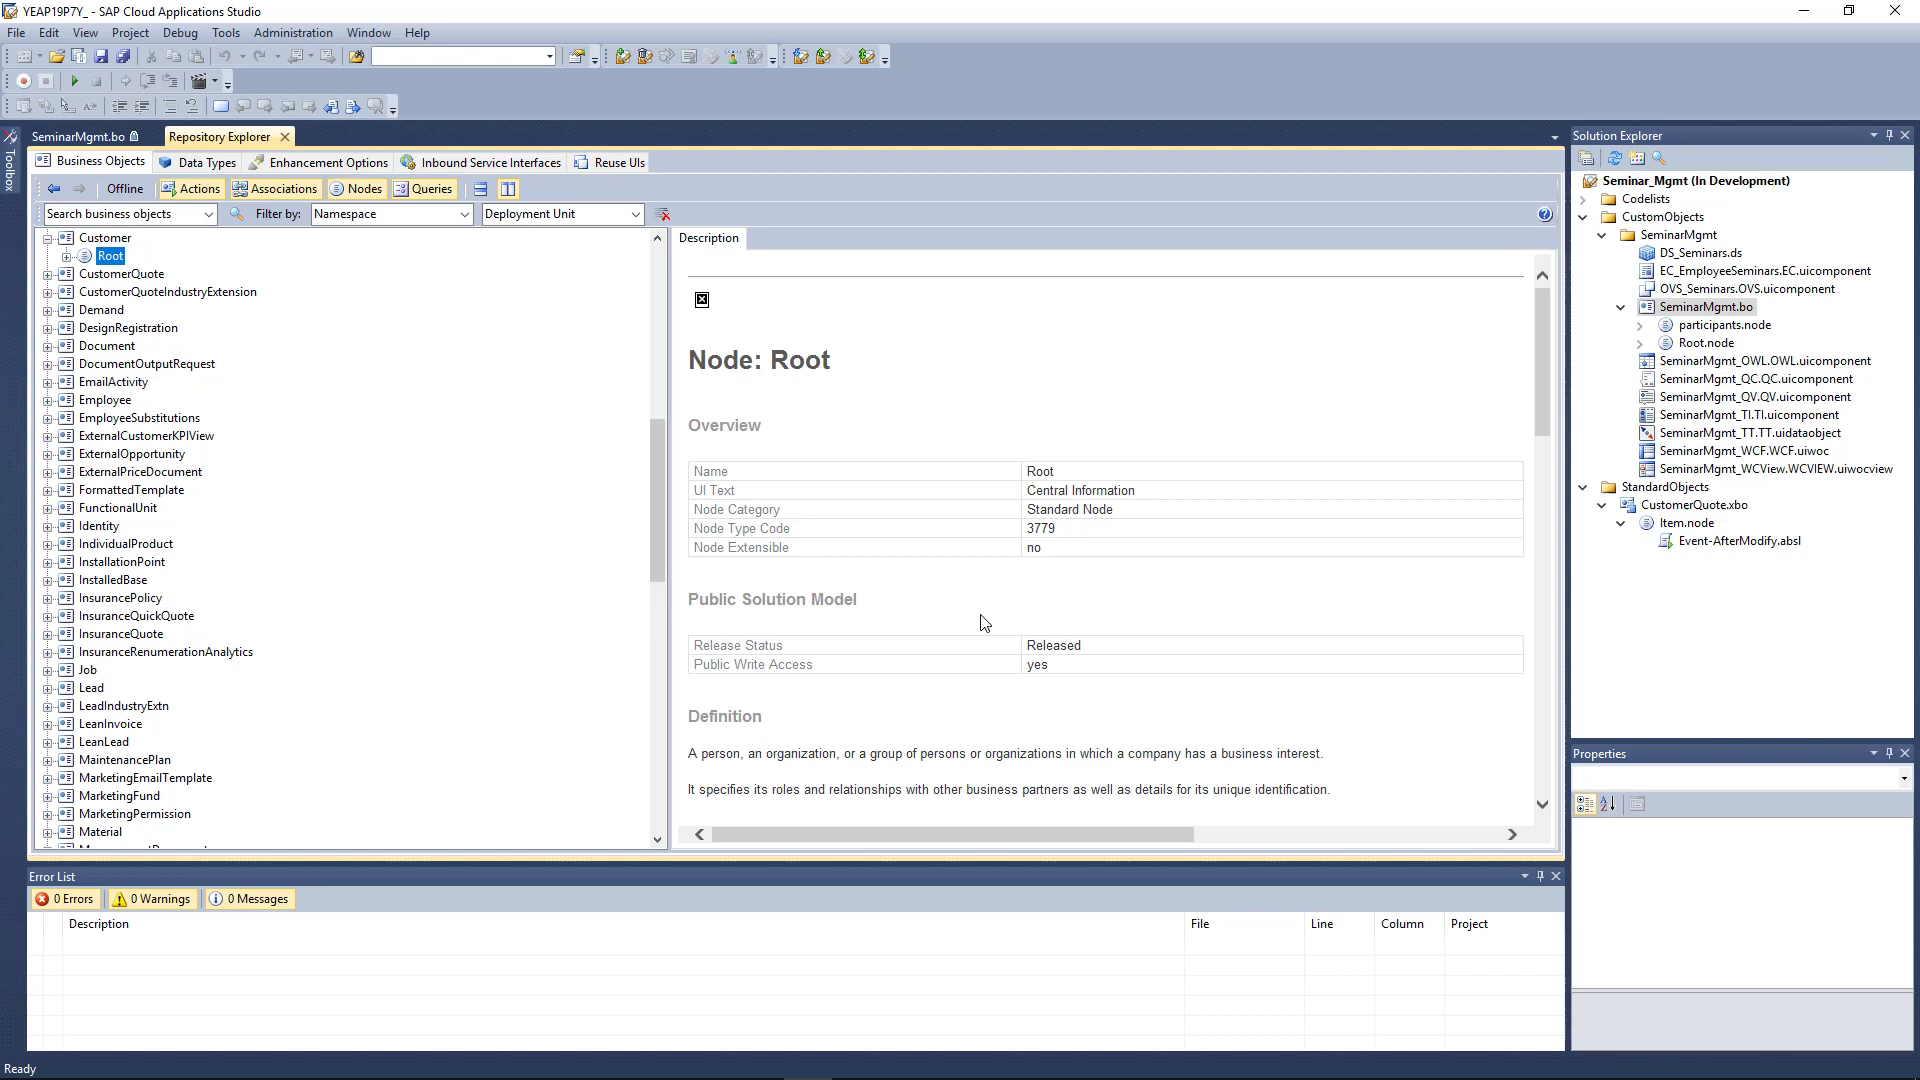 YEAP19P7Y_ - SAP Cloud Applications Studio
File Edit View Project Debug Tools Administration Window Help
SeminarMgmt.bo Repository Explorer
Toolbox
Business Objects Data Types Enhancement Options Inbound Service Interfaces Reuse UIs
Offline Actions Associations Nodes Queries
Search business objects Filter by: Namespace Deployment Unit
Customer
Root
CustomerQuote
CustomerQuoteIndustryExtension
Demand
DesignRegistration
Document
DocumentOutputRequest
EmailActivity
Employee
EmployeeSubstitutions
ExternalCustomerKPIView
ExternalOpportunity
ExternalPriceDocument
FormattedTemplate
FunctionalUnit
Identity
IndividualProduct
InstallationPoint
InstalledBase
InsurancePolicy
InsuranceQuickQuote
InsuranceQuote
InsuranceRenumerationAnalytics
Job
Lead
LeadIndustryExtn
LeanInvoice
LeanLead
MaintenancePlan
MarketingEmailTemplate
MarketingFund
MarketingPermission
Material
Description
Node: Root
Overview
Name Root
UI Text Central Information
Node Category Standard Node
Node Type Code 3779
Node Extensible no
Public Solution Model
Release Status Released
Public Write Access yes
Definition
A person, an organization, or a group of persons or organizations in which a company has a business interest.
It specifies its roles and relationships with other business partners as well as details for its unique identification.
Solution Explorer
Seminar_Mgmt (In Development)
Codelists
CustomObjects
SeminarMgmt
DS_Seminars.ds
EC_EmployeeSeminars.EC.uicomponent
OVS_Seminars.OVS.uicomponent
SeminarMgmt.bo
participants.node
Root.node
SeminarMgmt_OWL.OWL.uicomponent
SeminarMgmt_QC.QC.uicomponent
SeminarMgmt_QV.QV.uicomponent
SeminarMgmt_TI.TI.uicomponent
SeminarMgmt_TT.TT.uidataobject
SeminarMgmt_WCF.WCF.uiwoc
SeminarMgmt_WCView.WCVIEW.uiwocview
StandardObjects
CustomerQuote.xbo
Item.node
Event-AfterModify.absl
Properties
Error List
0 Errors 0 Warnings 0 Messages
Description File Line Column Project
Ready